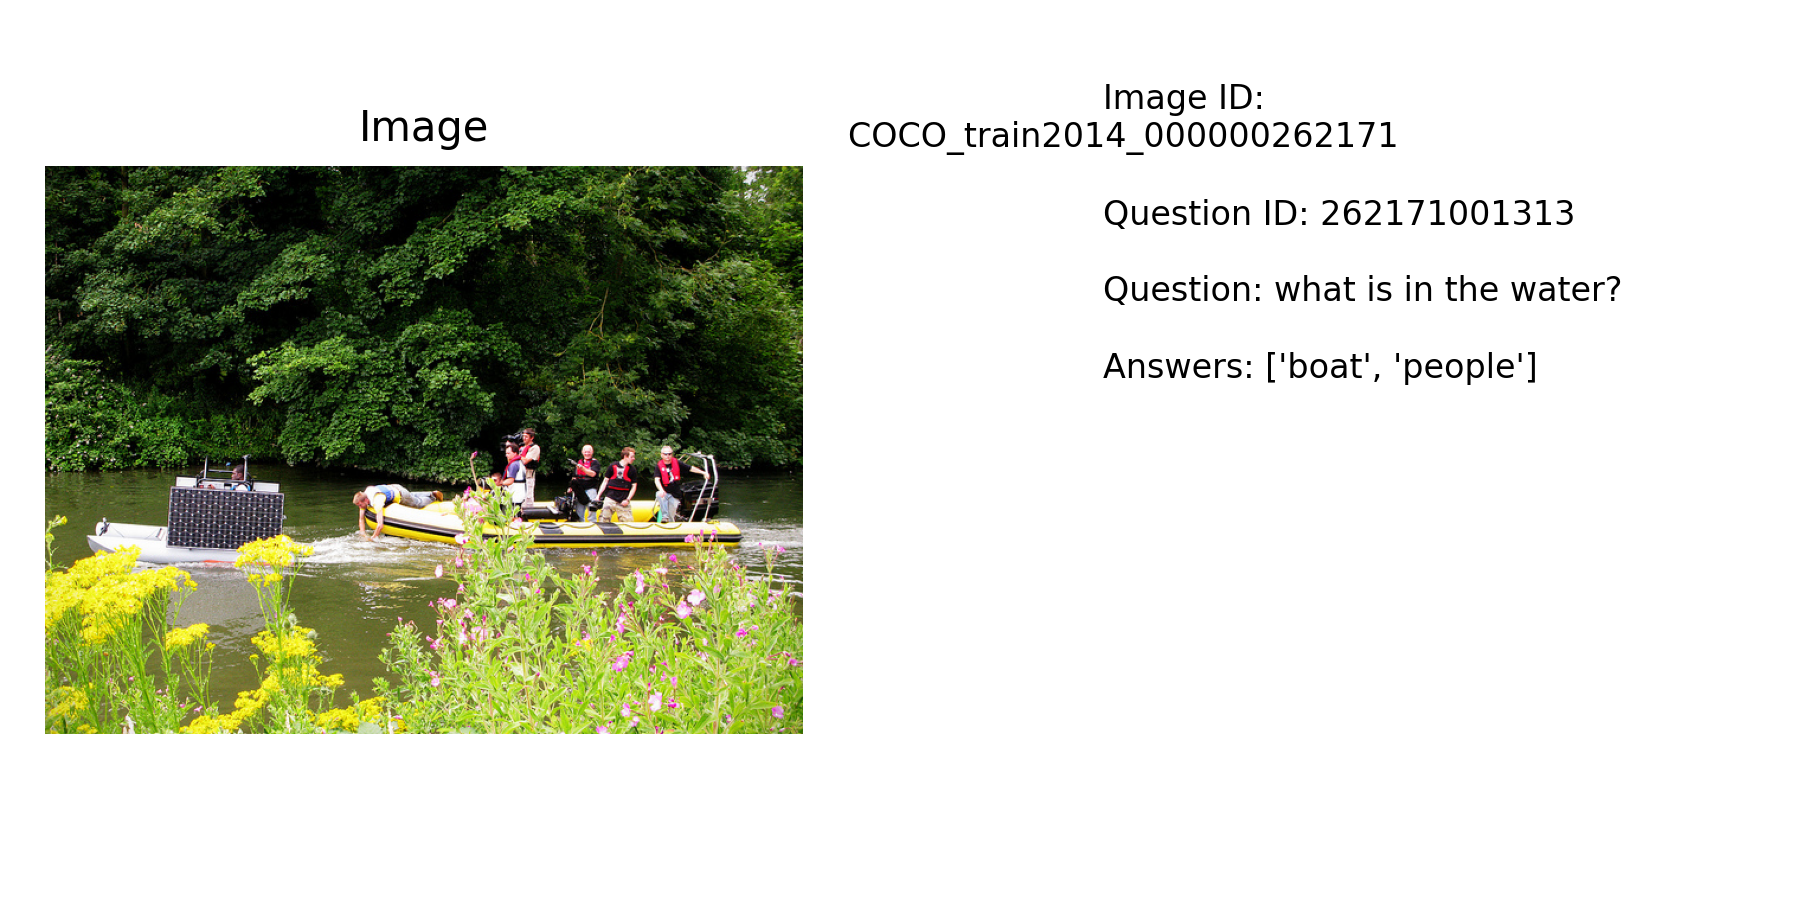 Image
Image ID:
COCO_train2014_000000262171
Question ID: 262171001313
Question: what is in the water?
Answers: ['boat', 'people']